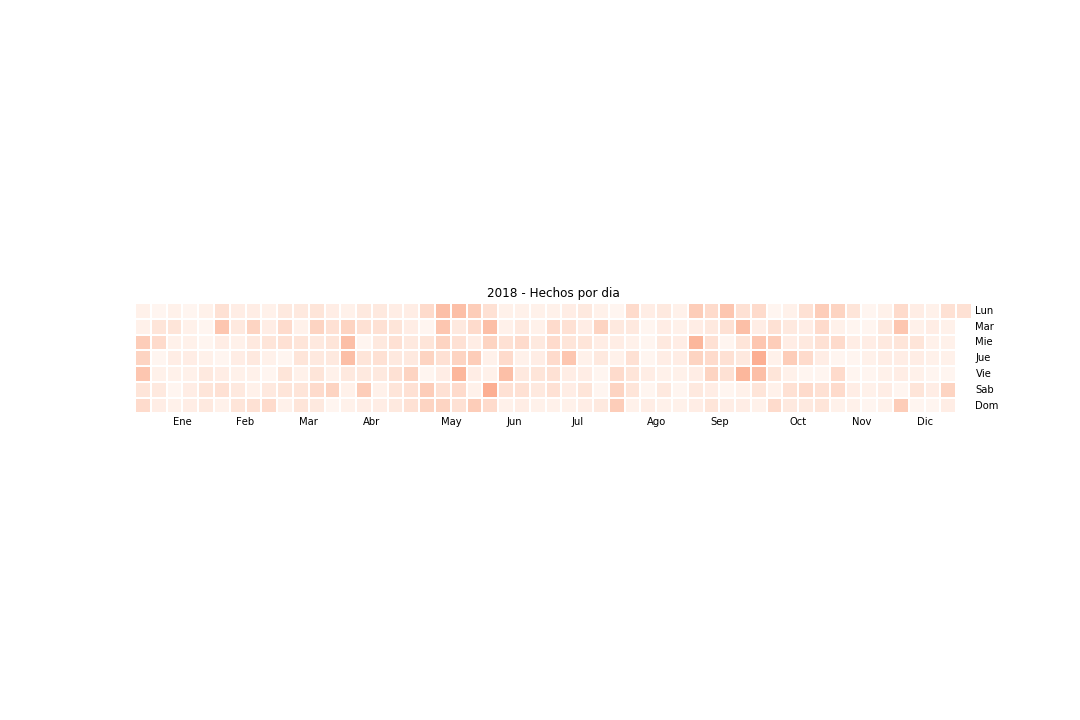 2018 - Hechos por dia
Lun
Mar
Mie
Jue
Vie
Sab
Dom
Ene Feb Mar Abr May Jun Jul Ago Sep Oct Nov Dic